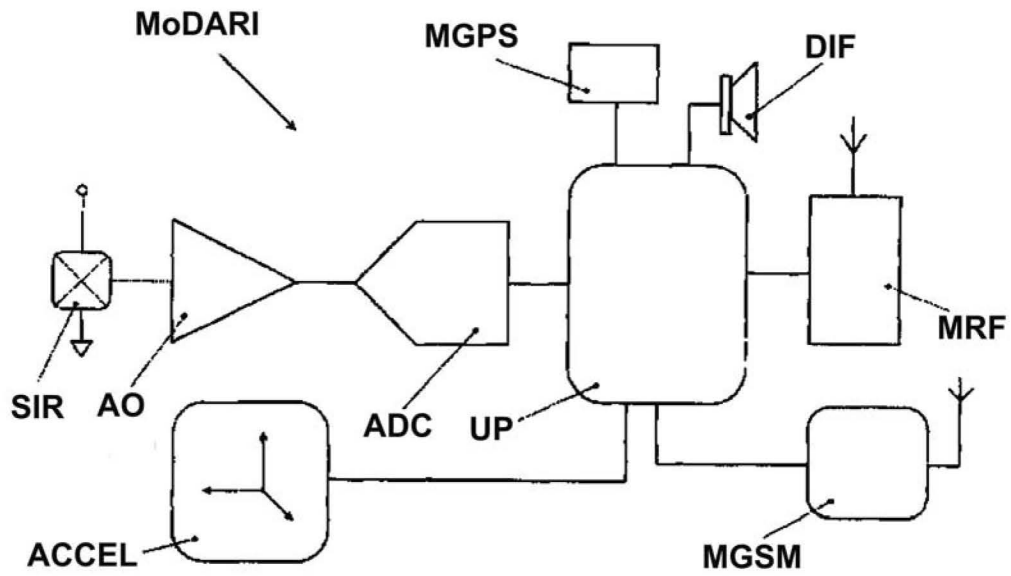 MoDARI
MGPS
DIF
MRF
SIR
AO
ADC
UP
ACCEL
MGSM